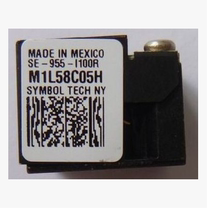 MADE IN MEXICO
SE-955-I100R
M1L58C05H
SYMBOL TECH NY